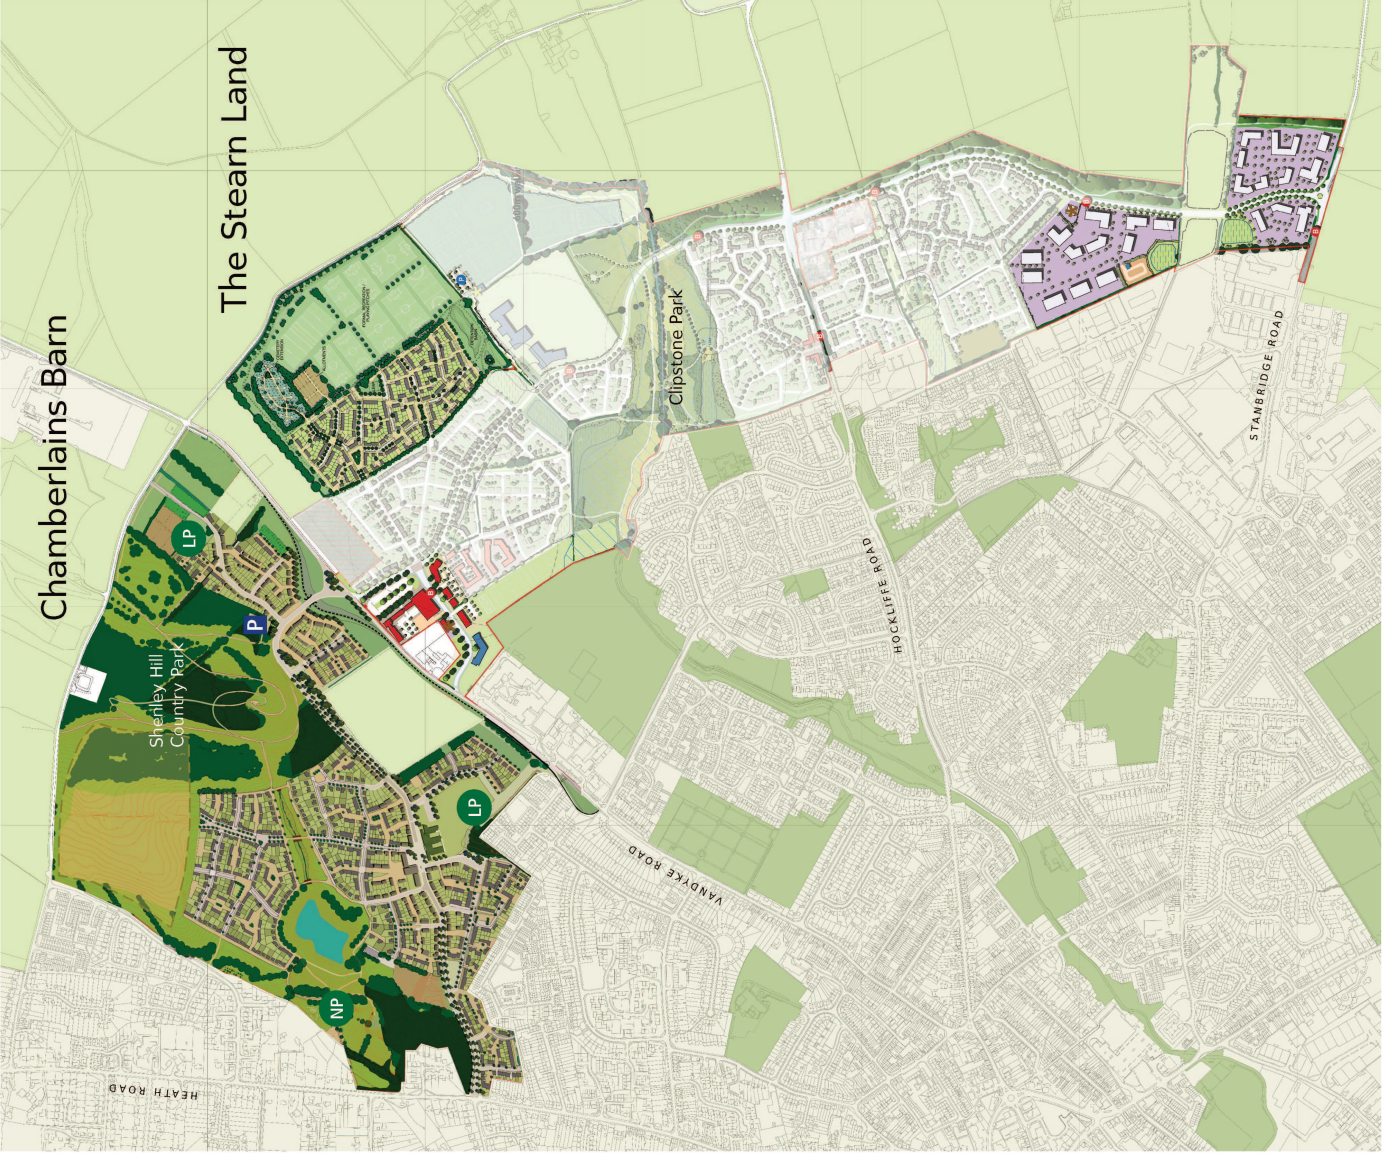 Chamberlains Barn
The Stearn Land
LP
P
Shenley Hill
Country Park
Clipstone Park
LP
NP
HEATH ROAD
VANDYKE ROAD
HOCKLIFFE ROAD
STANBRIDGE ROAD
B
B
B
B
B
B
B